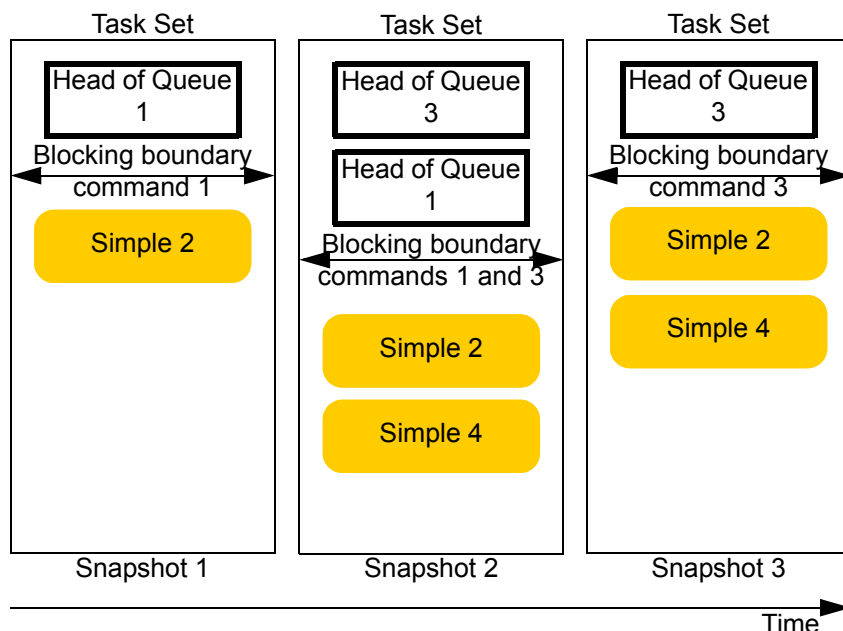 Task Set
Head of Queue
1
Blocking boundary
command 1
Simple 2
Snapshot 1
Task Set
Head of Queue
3
Head of Queue
1
Blocking boundary
commands 1 and 3
Simple 2
Simple 4
Snapshot 2
Task Set
Head of Queue
3
Blocking boundary
command 3
Simple 2
Simple 4
Snapshot 3
Time